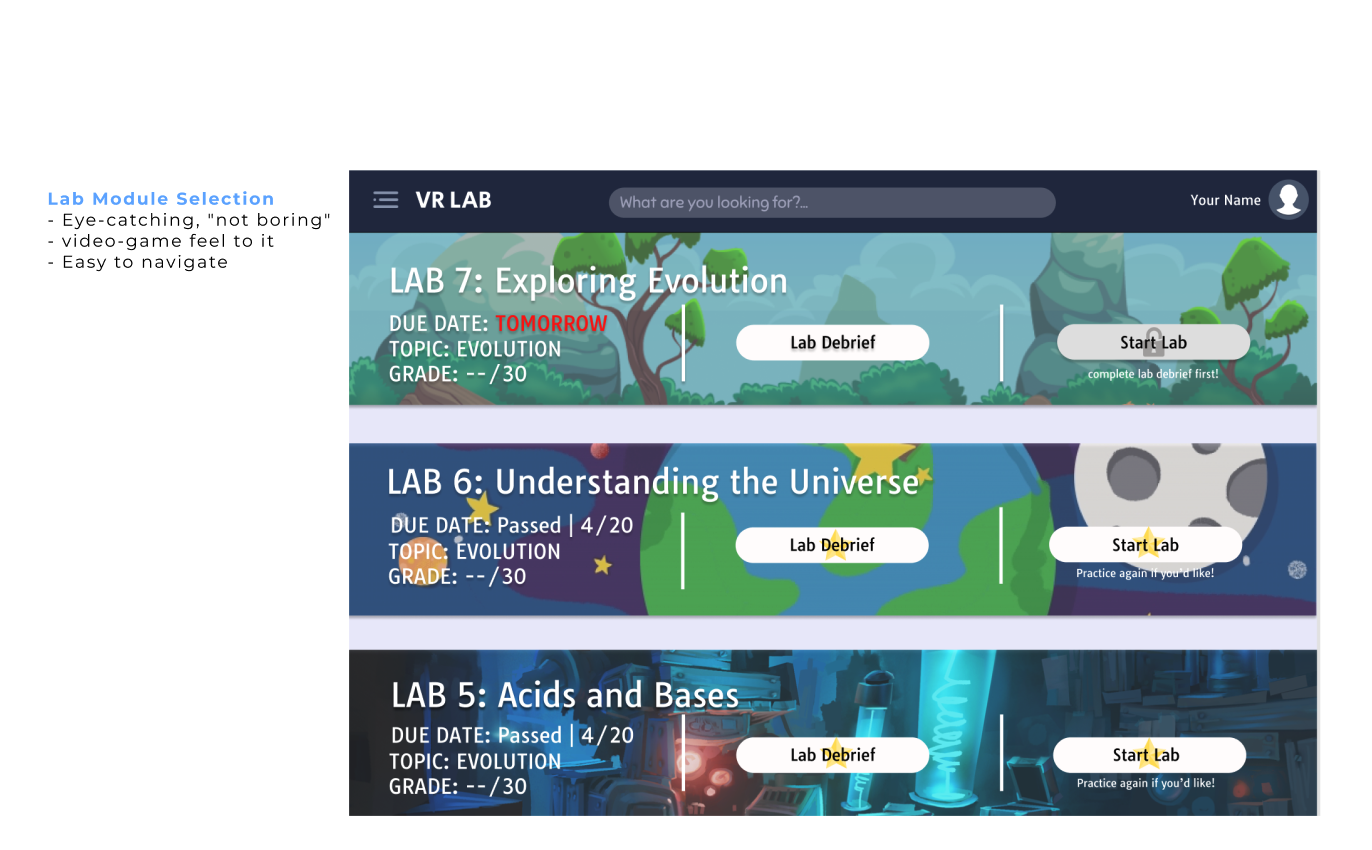 Lab Module Selection
- Eye-catching, "not boring"
- video-game feel to it
- Easy to navigate
VR LAB
What are you looking for?...
Your Name
LAB 7: Exploring Evolution
DUE DATE: TOMORROW
TOPIC: EVOLUTION
GRADE: --/30
Lab Debrief
Start Lab
complete lab debrief first!
LAB 6: Understanding the Universe
DUE DATE: Passed | 4/20
TOPIC: EVOLUTION
GRADE: --/30
Lab Debrief
Start Lab
Practice again if you'd like!
LAB 5: Acids and Bases
DUE DATE: Passed | 4/20
TOPIC: EVOLUTION
GRADE: --/30
Lab Debrief
Start Lab
Practice again if you'd like!